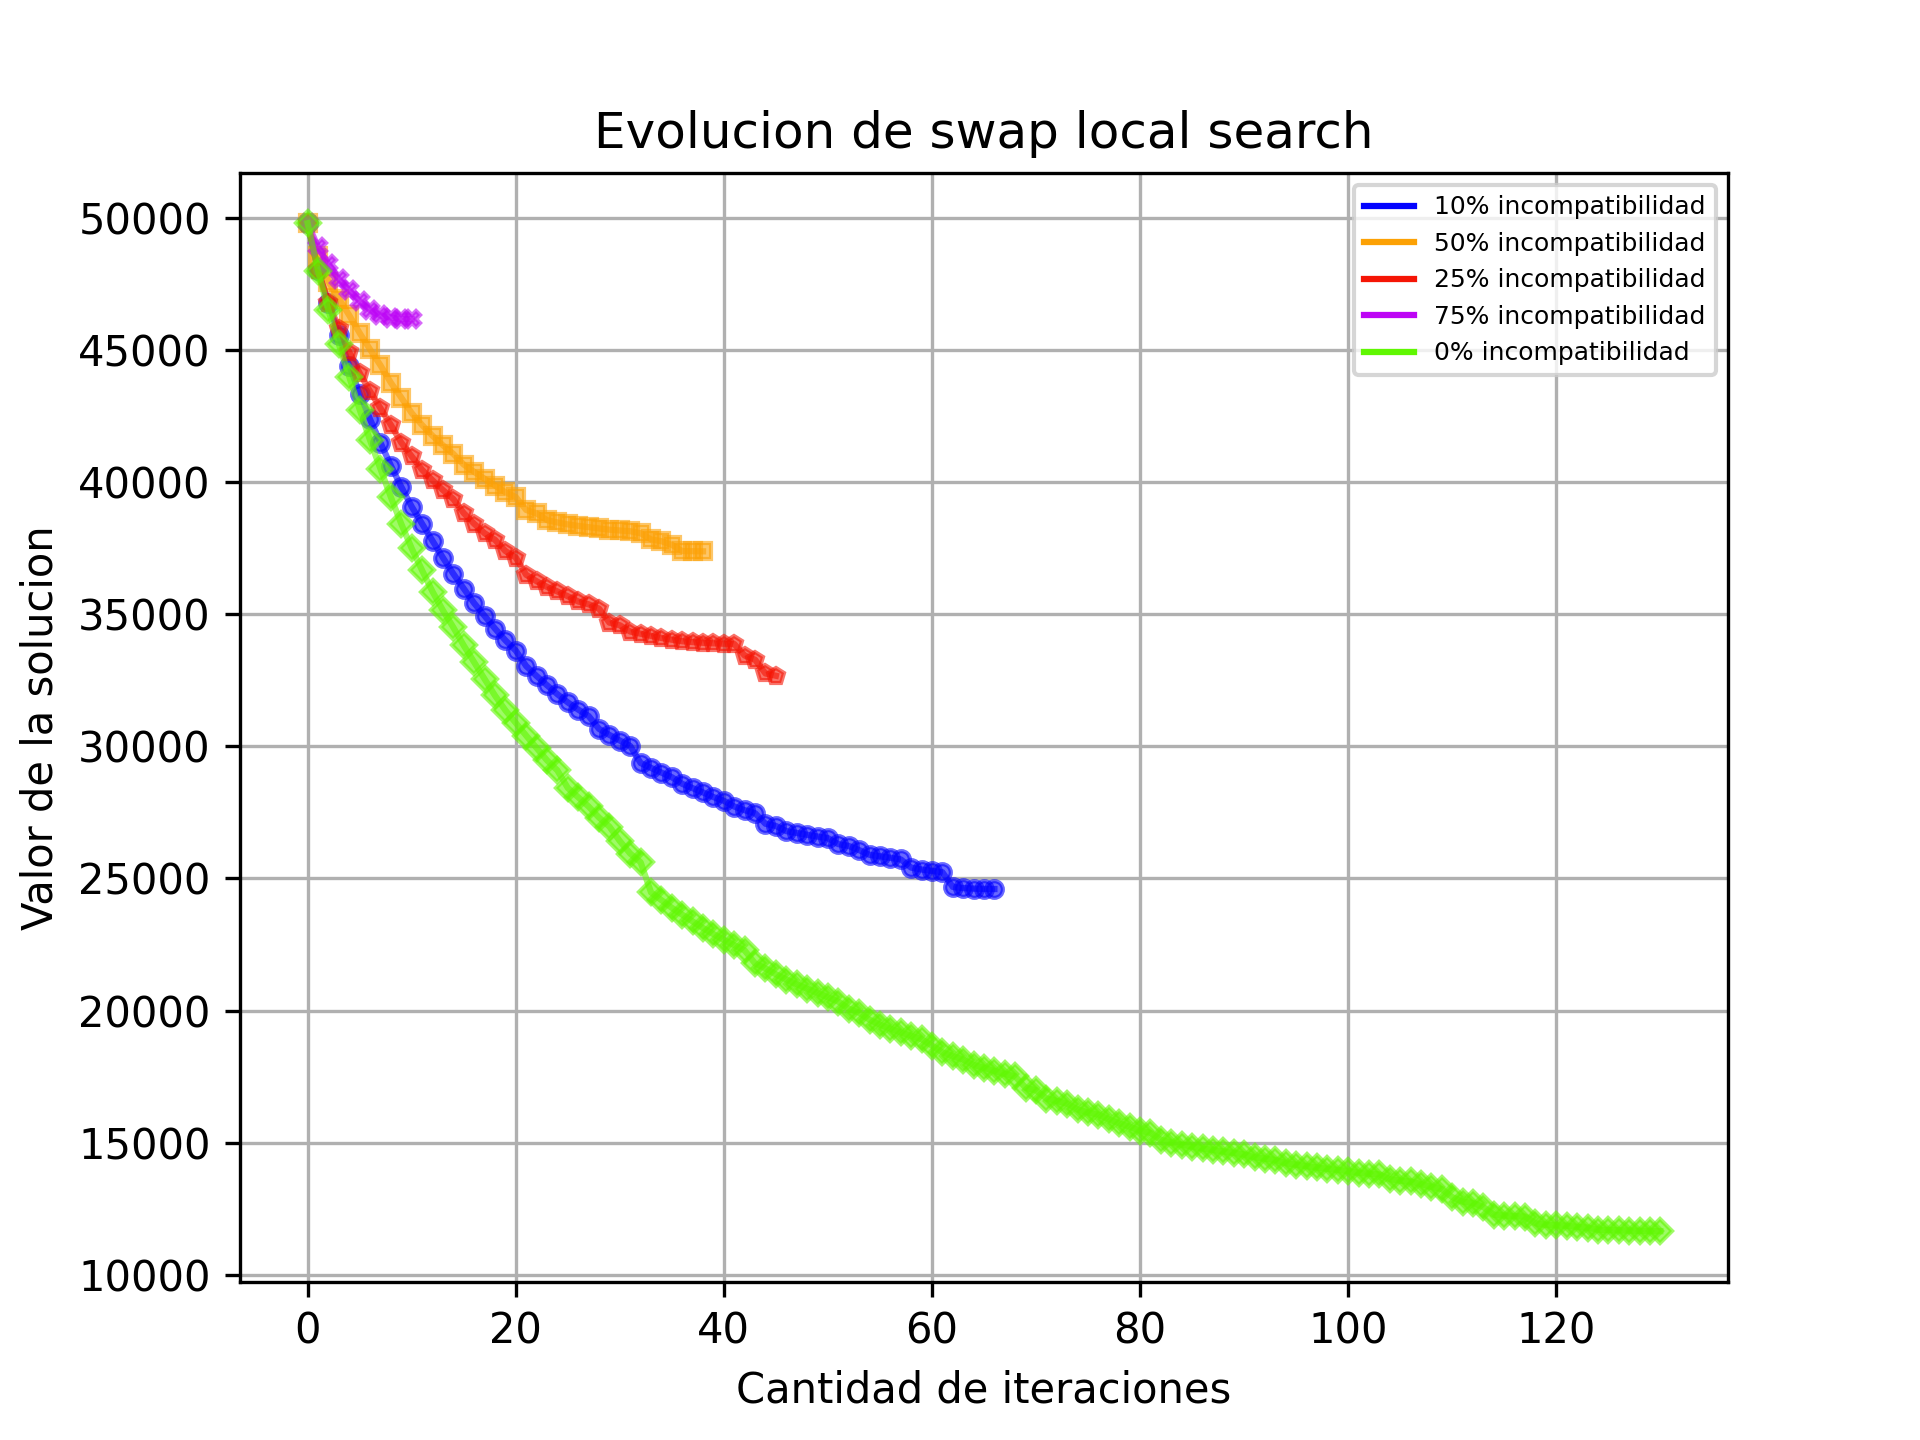 Evolucion de swap local search
10% incompatibilidad
50% incompatibilidad
25% incompatibilidad
75% incompatibilidad
0% incompatibilidad
Valor de la solucion
50000
45000
40000
35000
30000
25000
20000
15000
10000
0 20 40 60 80 100 120
Cantidad de iteraciones